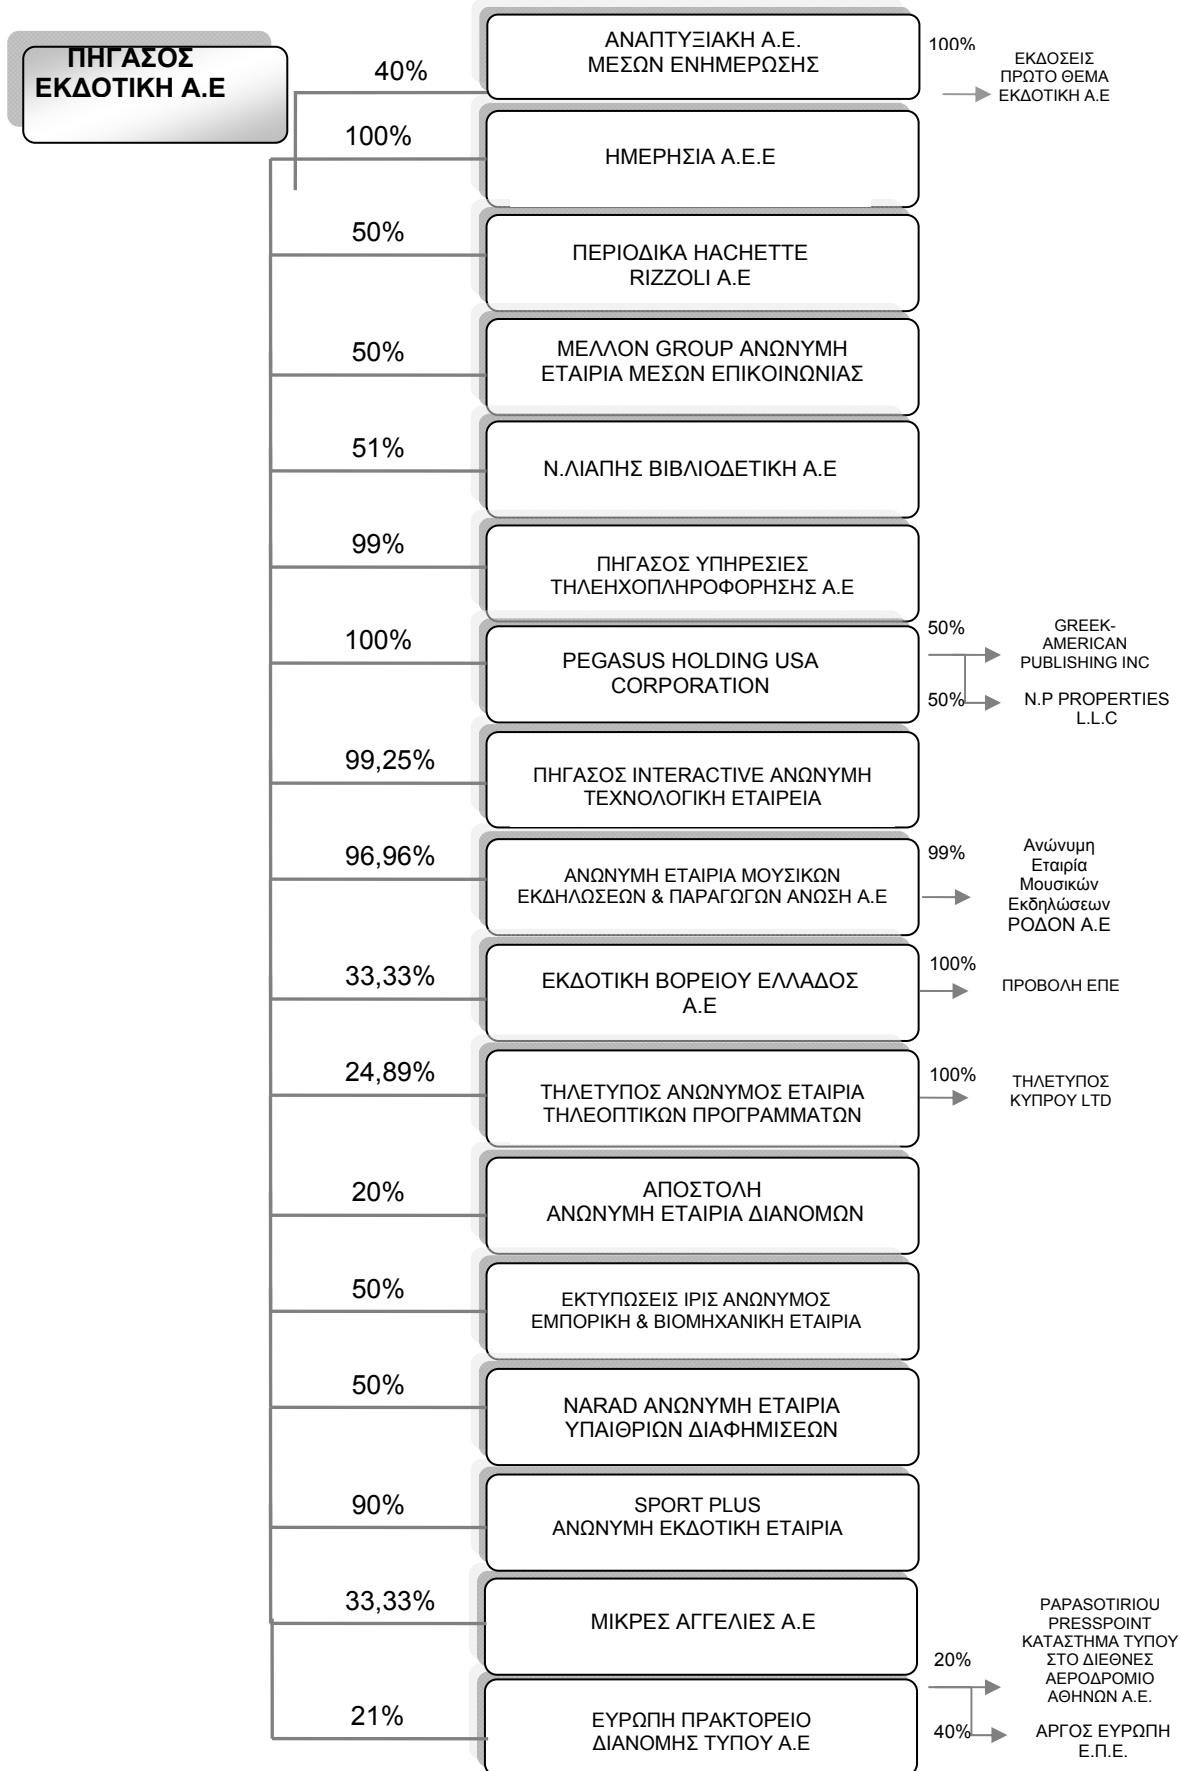 ΠΗΓΑΣΟΣ
ΕΚΔΟΤΙΚΗ Α.Ε
40%
ΑΝΑΠΤΥΞΙΑΚΗ Α.Ε.
ΜΕΣΩΝ ΕΝΗΜΕΡΩΣΗΣ
100%
ΕΚΔΟΣΕΙΣ
ΠΡΩΤΟ ΘΕΜΑ
ΕΚΔΟΤΙΚΗ Α.Ε
100%
ΗΜΕΡΗΣΙΑ Α.Ε.Ε
50%
ΠΕΡΙΟΔΙΚΑ HACHETTE
RIZZOLI Α.Ε
50%
ΜΕΛΛΟΝ GROUP ΑΝΩΝΥΜΗ
ΕΤΑΙΡΙΑ ΜΕΣΩΝ ΕΠΙΚΟΙΝΩΝΙΑΣ
51%
Ν.ΛΙΑΠΗΣ ΒΙΒΛΙΟΔΕΤΙΚΗ Α.Ε
99%
ΠΗΓΑΣΟΣ ΥΠΗΡΕΣΙΕΣ
ΤΗΛΕΗΧΟΠΛΗΡΟΦΟΡΗΣΗΣ Α.Ε
100%
PEGASUS HOLDING USA
CORPORATION
50%
GREEK-
AMERICAN
PUBLISHING INC
50%
N.P PROPERTIES
L.L.C
99,25%
ΠΗΓΑΣΟΣ INTERACTIVE ΑΝΩΝΥΜΗ
ΤΕΧΝΟΛΟΓΙΚΗ ΕΤΑΙΡΕΙΑ
96,96%
ΑΝΩΝΥΜΗ ΕΤΑΙΡΙΑ ΜΟΥΣΙΚΩΝ
ΕΚΔΗΛΩΣΕΩΝ & ΠΑΡΑΓΩΓΩΝ ΑΝΩΣΗ Α.Ε
99%
Ανώνυμη
Εταιρία
Μουσικών
Εκδηλώσεων
ΡΟΔΟΝ Α.Ε
33,33%
ΕΚΔΟΤΙΚΗ ΒΟΡΕΙΟΥ ΕΛΛΑΔΟΣ
Α.Ε
100%
ΠΡΟΒΟΛΗ ΕΠΕ
24,89%
ΤΗΛΕΤΥΠΟΣ ΑΝΩΝΥΜΟΣ ΕΤΑΙΡΙΑ
ΤΗΛΕΟΠΤΙΚΩΝ ΠΡΟΓΡΑΜΜΑΤΩΝ
100%
ΤΗΛΕΤΥΠΟΣ
ΚΥΠΡΟΥ LTD
20%
ΑΠΟΣΤΟΛΗ
ΑΝΩΝΥΜΗ ΕΤΑΙΡΙΑ ΔΙΑΝΟΜΩΝ
50%
ΕΚΤΥΠΩΣΕΙΣ ΙΡΙΣ ΑΝΩΝΥΜΟΣ
ΕΜΠΟΡΙΚΗ & ΒΙΟΜΗΧΑΝΙΚΗ ΕΤΑΙΡΙΑ
50%
NARAD ΑΝΩΝΥΜΗ ΕΤΑΙΡΙΑ
ΥΠΑΙΘΡΙΩΝ ΔΙΑΦΗΜΙΣΕΩΝ
90%
SPORT PLUS
ΑΝΩΝΥΜΗ ΕΚΔΟΤΙΚΗ ΕΤΑΙΡΙΑ
33,33%
ΜΙΚΡΕΣ ΑΓΓΕΛΙΕΣ Α.Ε
21%
ΕΥΡΩΠΗ ΠΡΑΚΤΟΡΕΙΟ
ΔΙΑΝΟΜΗΣ ΤΥΠΟΥ Α.Ε
20%
PAPASOTIRIOU
PRESSPOINT
ΚΑΤΑΣΤΗΜΑ ΤΥΠΟΥ
ΣΤΟ ΔΙΕΘΝΕΣ
ΑΕΡΟΔΡΟΜΙΟ
ΑΘΗΝΩΝ Α.Ε.
40%
ΑΡΓΟΣ ΕΥΡΩΠΗ
Ε.Π.Ε.